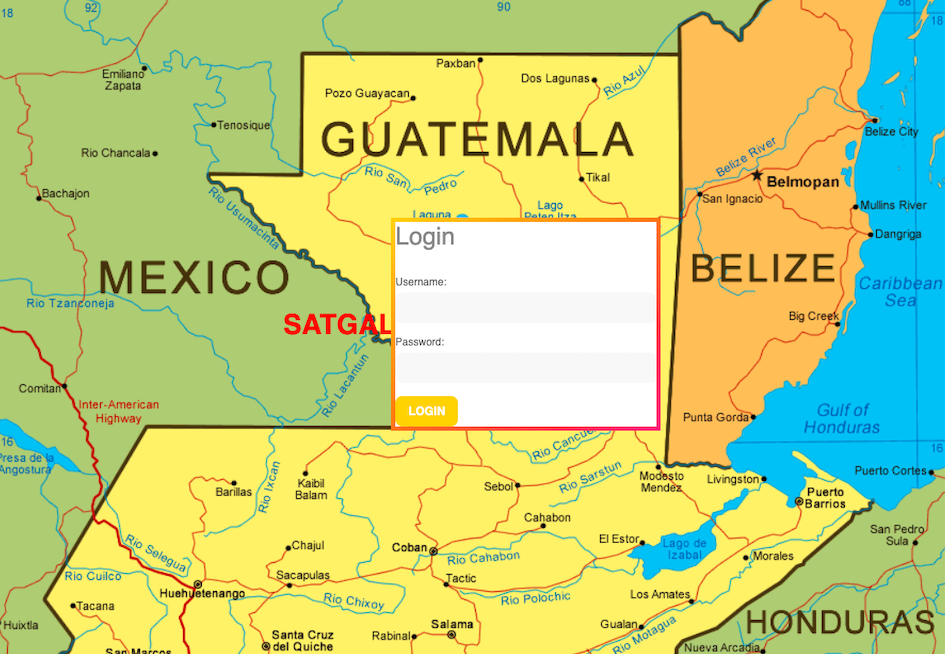 18
92
90
88
18
Emiliano
Zapata
Paxban
Dos Lagunas
Rio Azul
Pozo Guayacan
Tenosique
GUATEMALA
Belize City
Rio Chancala
Belize River
Rio San Pedro
Tikal
Belmopan
Bachajon
San Ignacio
Rio Usumacinta
Laguna
Lago
Peten Itza
Mullins River
Dangriga
Login
MEXICO
BELIZE
Caribbean
Sea
Username:
Rio Tzanconeja
SATGAL
Big Creek
Password:
Rio Lacantun
Comitan
Inter-American
Highway
LOGIN
Punta Gorda
Gulf of
Honduras
16
Presa de la
Angostura
16
Rio Cancue
Rio Ixcan
Kaibil
Balam
Barillas
Sebol
Rio Sarstun
Modesto
Mendez
Livingston
Puerto Cortes
Puerto
Barrios
Cahabon
San Pedro
Sula
Rio Selegua
Chajul
Coban
Rio Cahabon
El Estor
Lago de
Izabal
Morales
Rio Cuilco
Sacapulas
Tactic
Huehuetenango
Rio Chixoy
Rio Polochic
Los Amates
Tacana
Huixtla
Santa Cruz
del Quiche
Rabinal
Salama
Gualan
Rio Motagua
HONDURAS
San Marcos
Nueva Arcadia